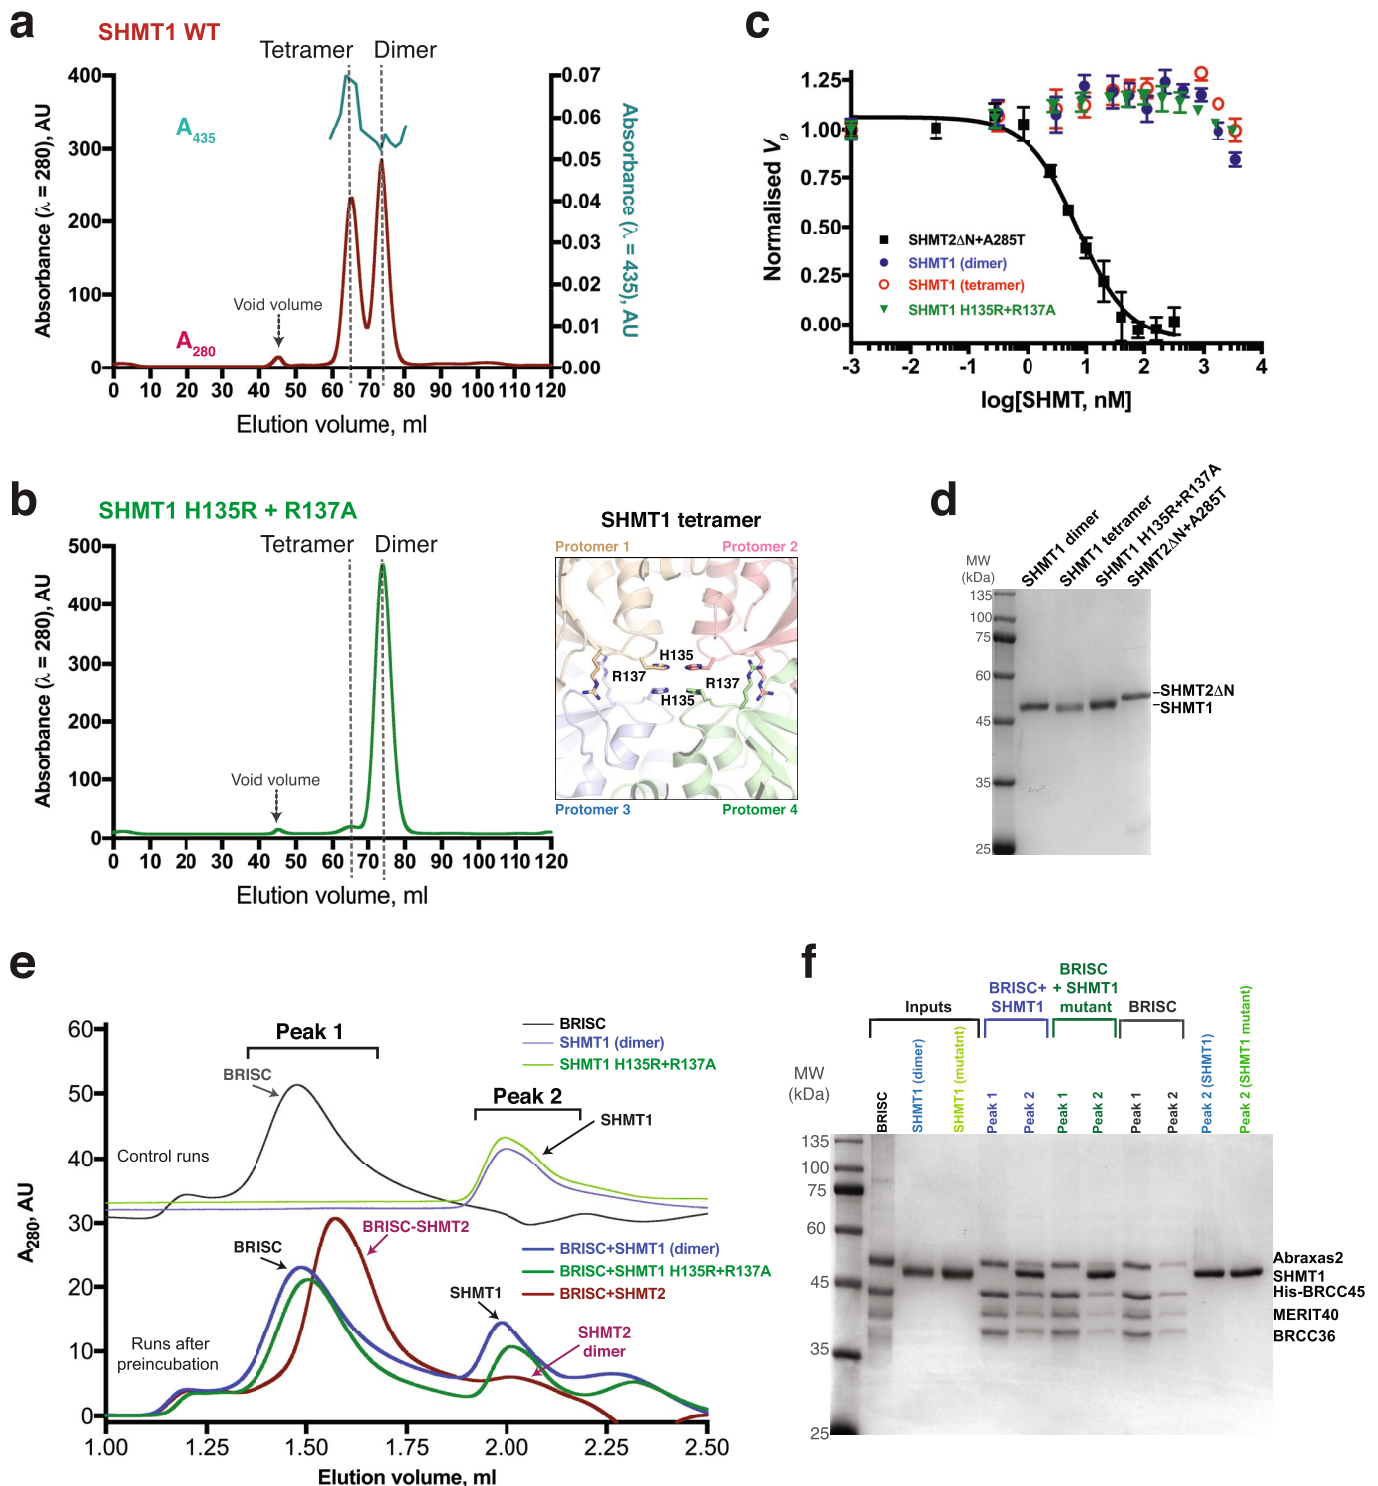 a
SHMT1 WT
Tetramer Dimer
400
300
200
100
0
0.07
0.06
0.05
0.04
0.03
0.02
0.01
0.00
A435
A280
Void volume
Absorbance (λ = 280), AU
Absorbance (λ = 435), AU
0 10 20 30 40 50 60 70 80 90 100 110 120
Elution volume, ml
c
1.25
1.00
0.75
0.50
0.25
0.00
Normalised V0
SHMT2ΔN+A285T
SHMT1 (dimer)
SHMT1 (tetramer)
SHMT1 H135R+R137A
-3 -2 -1 0 1 2 3 4
log[SHMT, nM]
b
SHMT1 H135R + R137A
Tetramer Dimer
500
400
300
200
100
0
Void volume
Absorbance (λ = 280), AU
0 10 20 30 40 50 60 70 80 90 100 110 120
Elution volume, ml
SHMT1 tetramer
Protomer 1 Protomer 2
H135
R137 R137
H135
Protomer 3 Protomer 4
d
SHMT1 dimer
SHMT1 tetramer
SHMT1 H135R+R137A
SHMT2ΔN+A285T
MW
(kDa)
135
100
75
60
45
35
25
SHMT2ΔN
SHMT1
e
60
50
40
30
20
10
0
A280, AU
Peak 1
BRISC
Control runs
BRISC
SHMT1 (dimer)
SHMT1 H135R+R137A
Peak 2
SHMT1
BRISC-SHMT2
BRISC
BRISC+SHMT1 (dimer)
BRISC+SHMT1 H135R+R137A
BRISC+SHMT2
SHMT1
SHMT2
dimer
Runs after
preincubation
1.00 1.25 1.50 1.75 2.00 2.25 2.50
Elution volume, ml
f
Inputs
BRISC+
SHMT1
BRISC
+ SHMT1
mutant
BRISC
MW
(kDa)
BRISC
SHMT1 (dimer)
SHMT1 (mutatnt)
Peak 1
Peak 2
Peak 1
Peak 2
Peak 1
Peak 2
Peak 2 (SHMT1)
Peak 2 (SHMT1 mutant)
135
100
75
60
45
35
25
Abraxas2
SHMT1
His-BRCC45
MERIT40
BRCC36